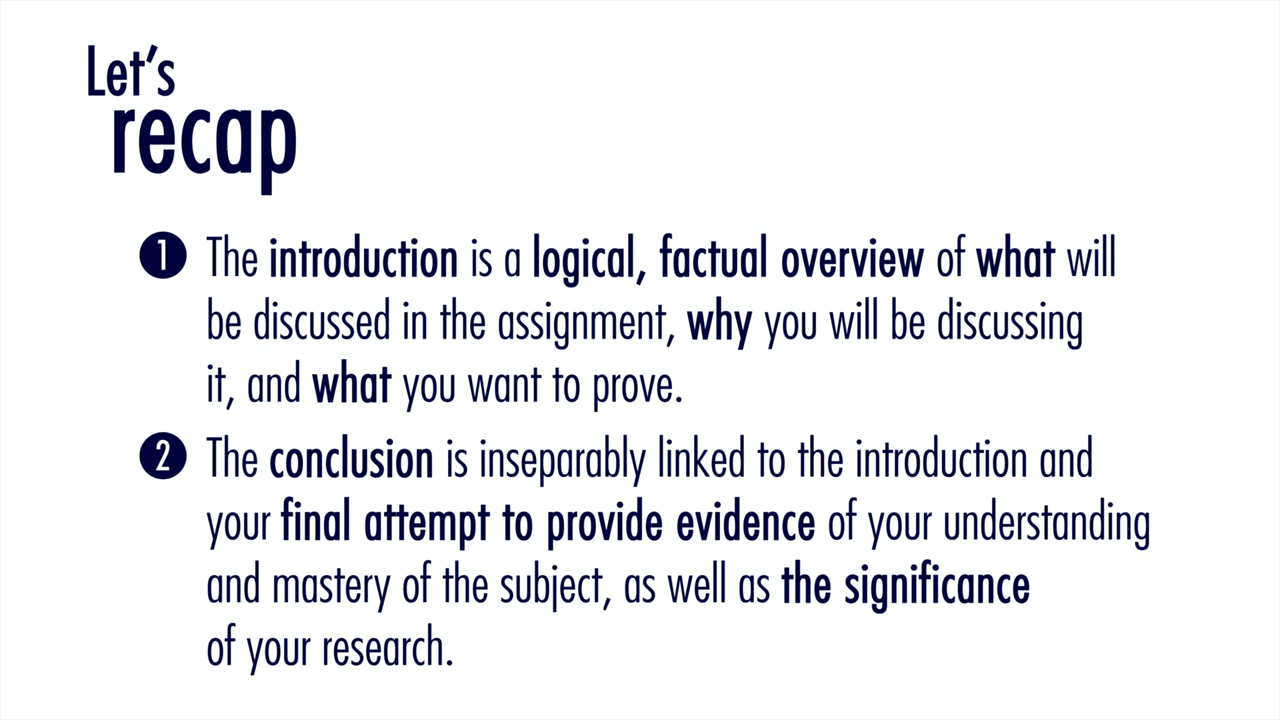 Let's
recap
1 The introduction is a logical, factual overview of what will
be discussed in the assignment, why you will be discussing
it, and what you want to prove.
2 The conclusion is inseparably linked to the introduction and
your final attempt to provide evidence of your understanding
and mastery of the subject, as well as the significance
of your research.